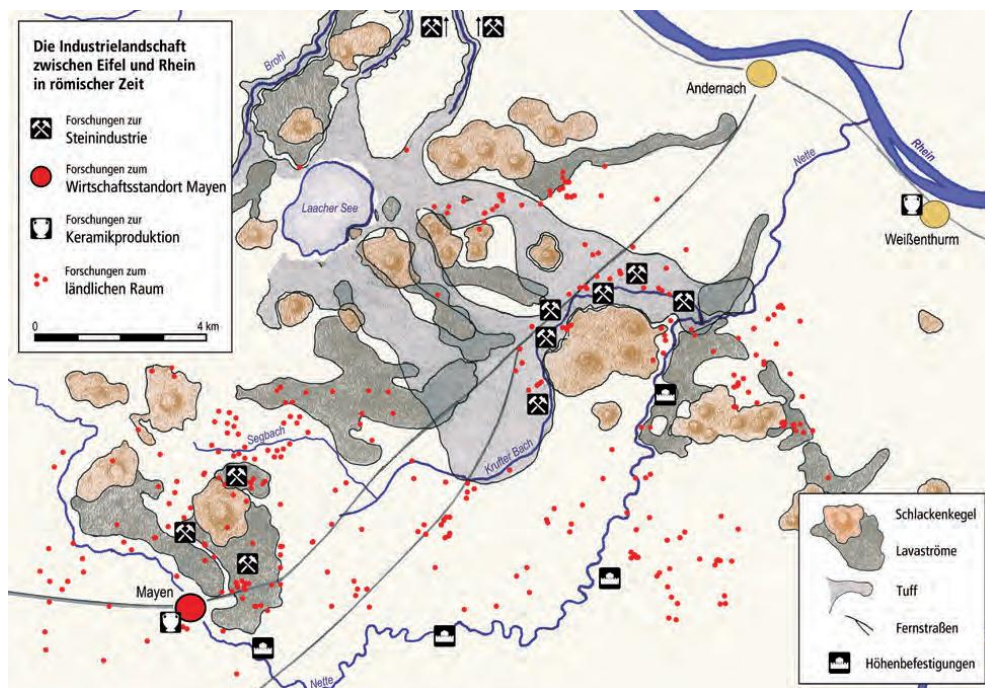 Die Industrielandschaft
zwischen Eifel und Rhein
in römischer Zeit
Forschungen zur
Steinindustrie
Forschungen zum
Wirtschaftsstandort Mayen
Forschungen zur
Keramikproduktion
Forschungen zum
ländlichen Raum
0 4 km
Brohl
Andernach
Nette
Rhein
Laacher See
Weißenthurm
Segbach
Krufter Bach
Mayen
Nette
Schlackenkegel
Lavaströme
Tuff
Fernstraßen
Höhenbefestigungen